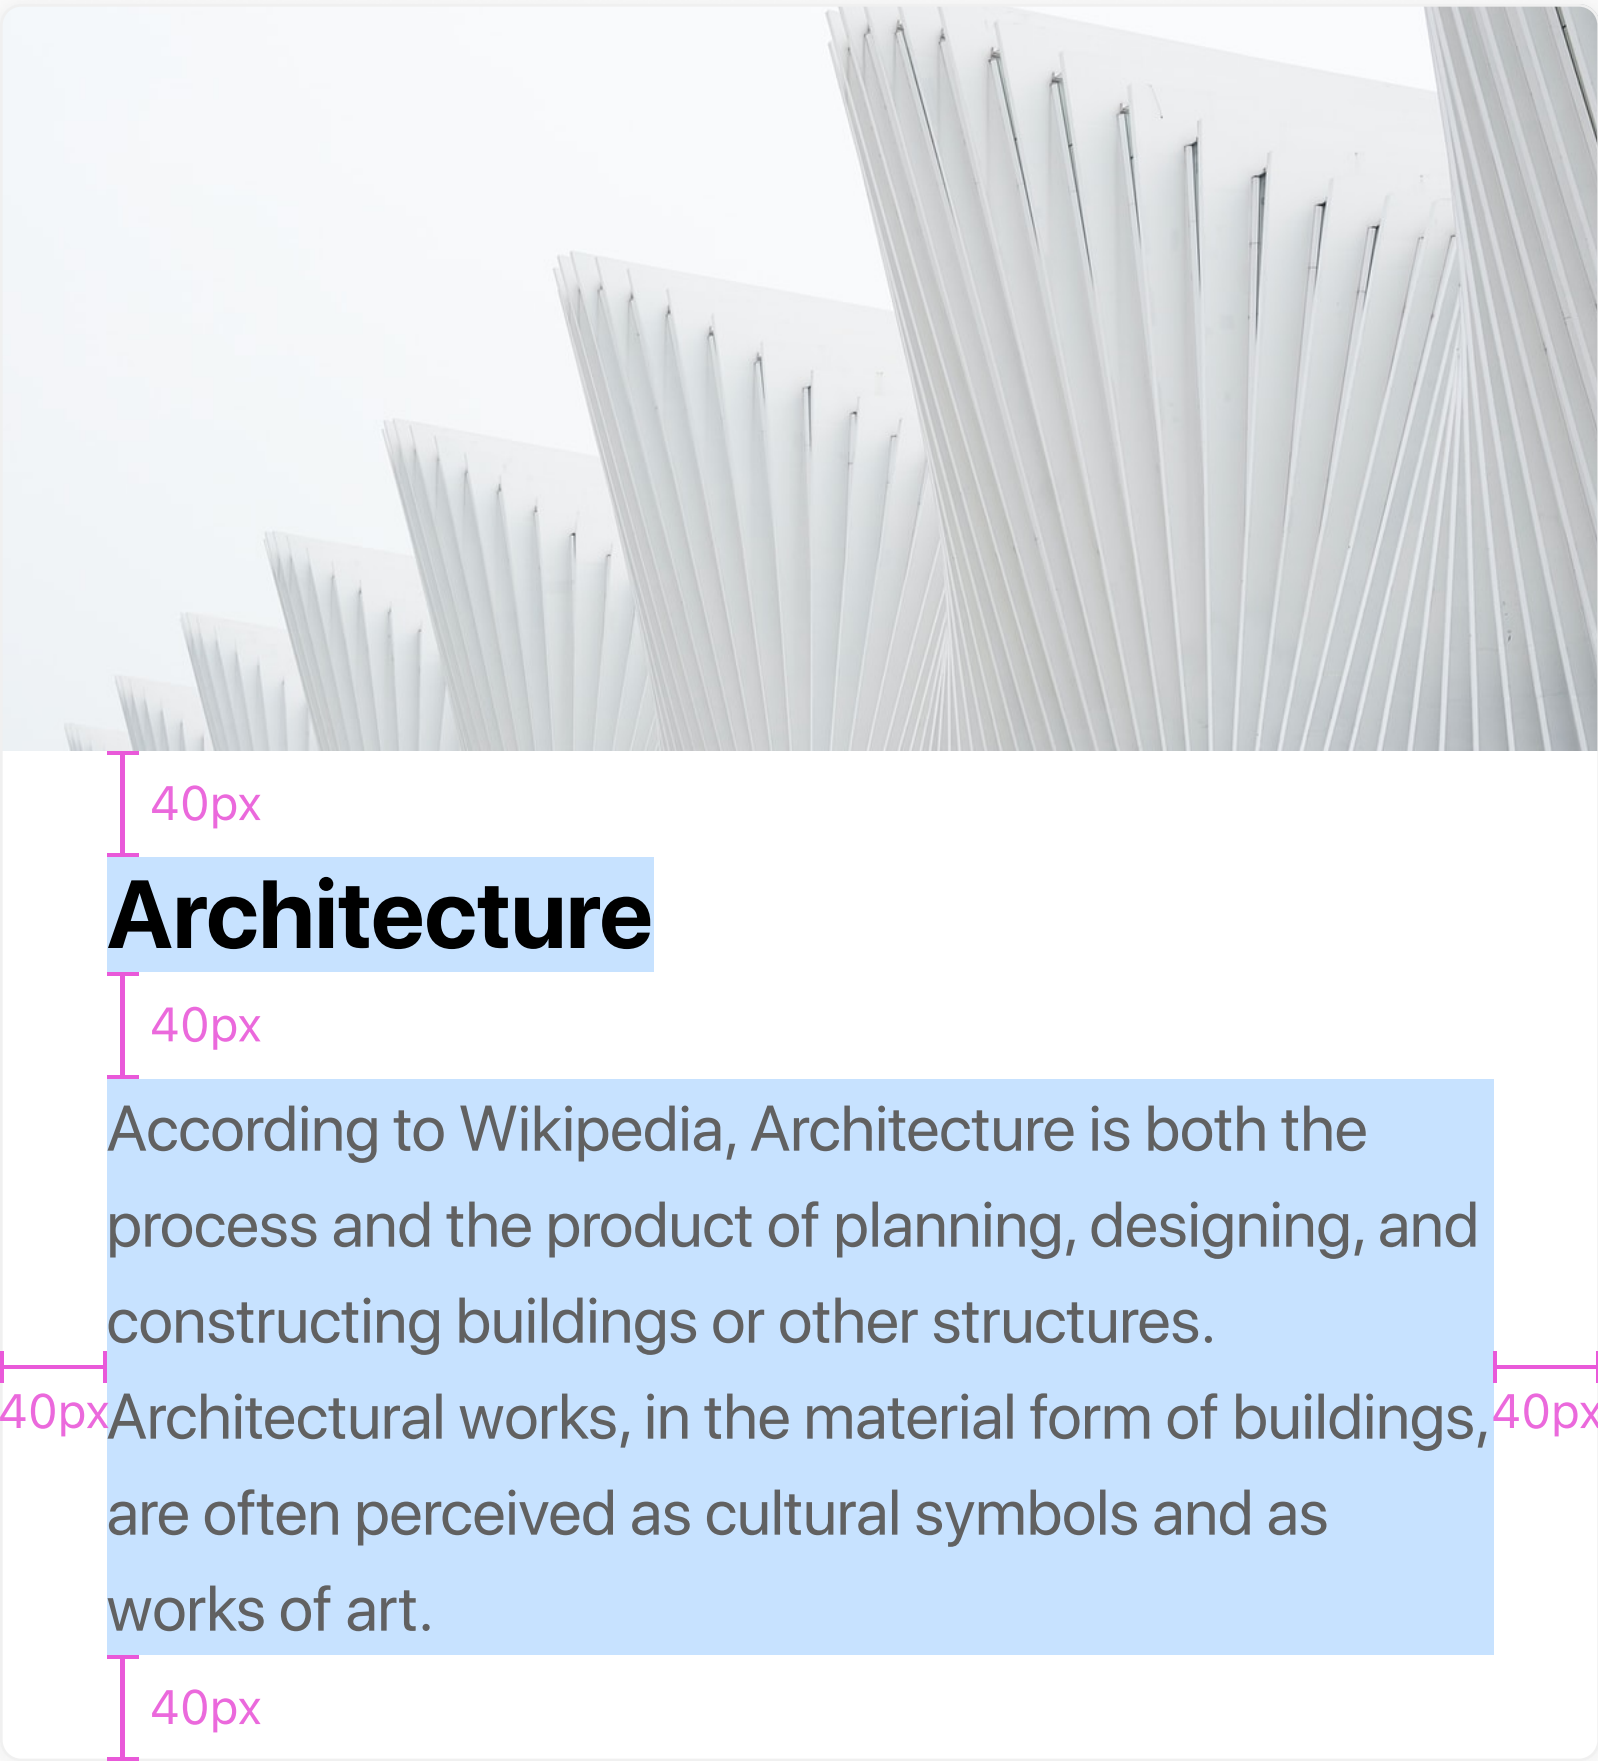 40px
Architecture
40px
According to Wikipedia, Architecture is both the
process and the product of planning, designing, and
constructing buildings or other structures.
40px Architectural works, in the material form of buildings, 40px
are often perceived as cultural symbols and as
works of art.
40px